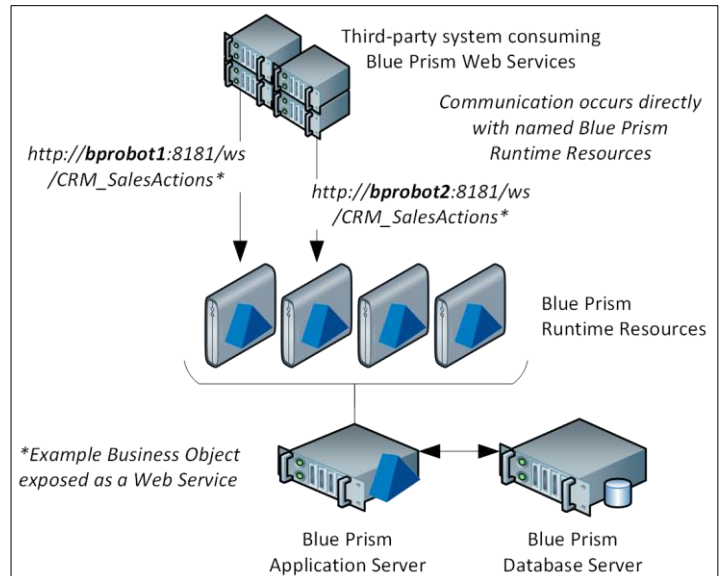 Third-party system consuming
Blue Prism Web Services
Communication occurs directly
with named Blue Prism
Runtime Resources
http://bprobot1:8181/ws
/CRM_SalesActions*
http://bprobot2:8181/ws
/CRM_SalesActions*
Blue Prism
Runtime Resources
*Example Business Object
exposed as a Web Service
Blue Prism
Application Server
Blue Prism
Database Server